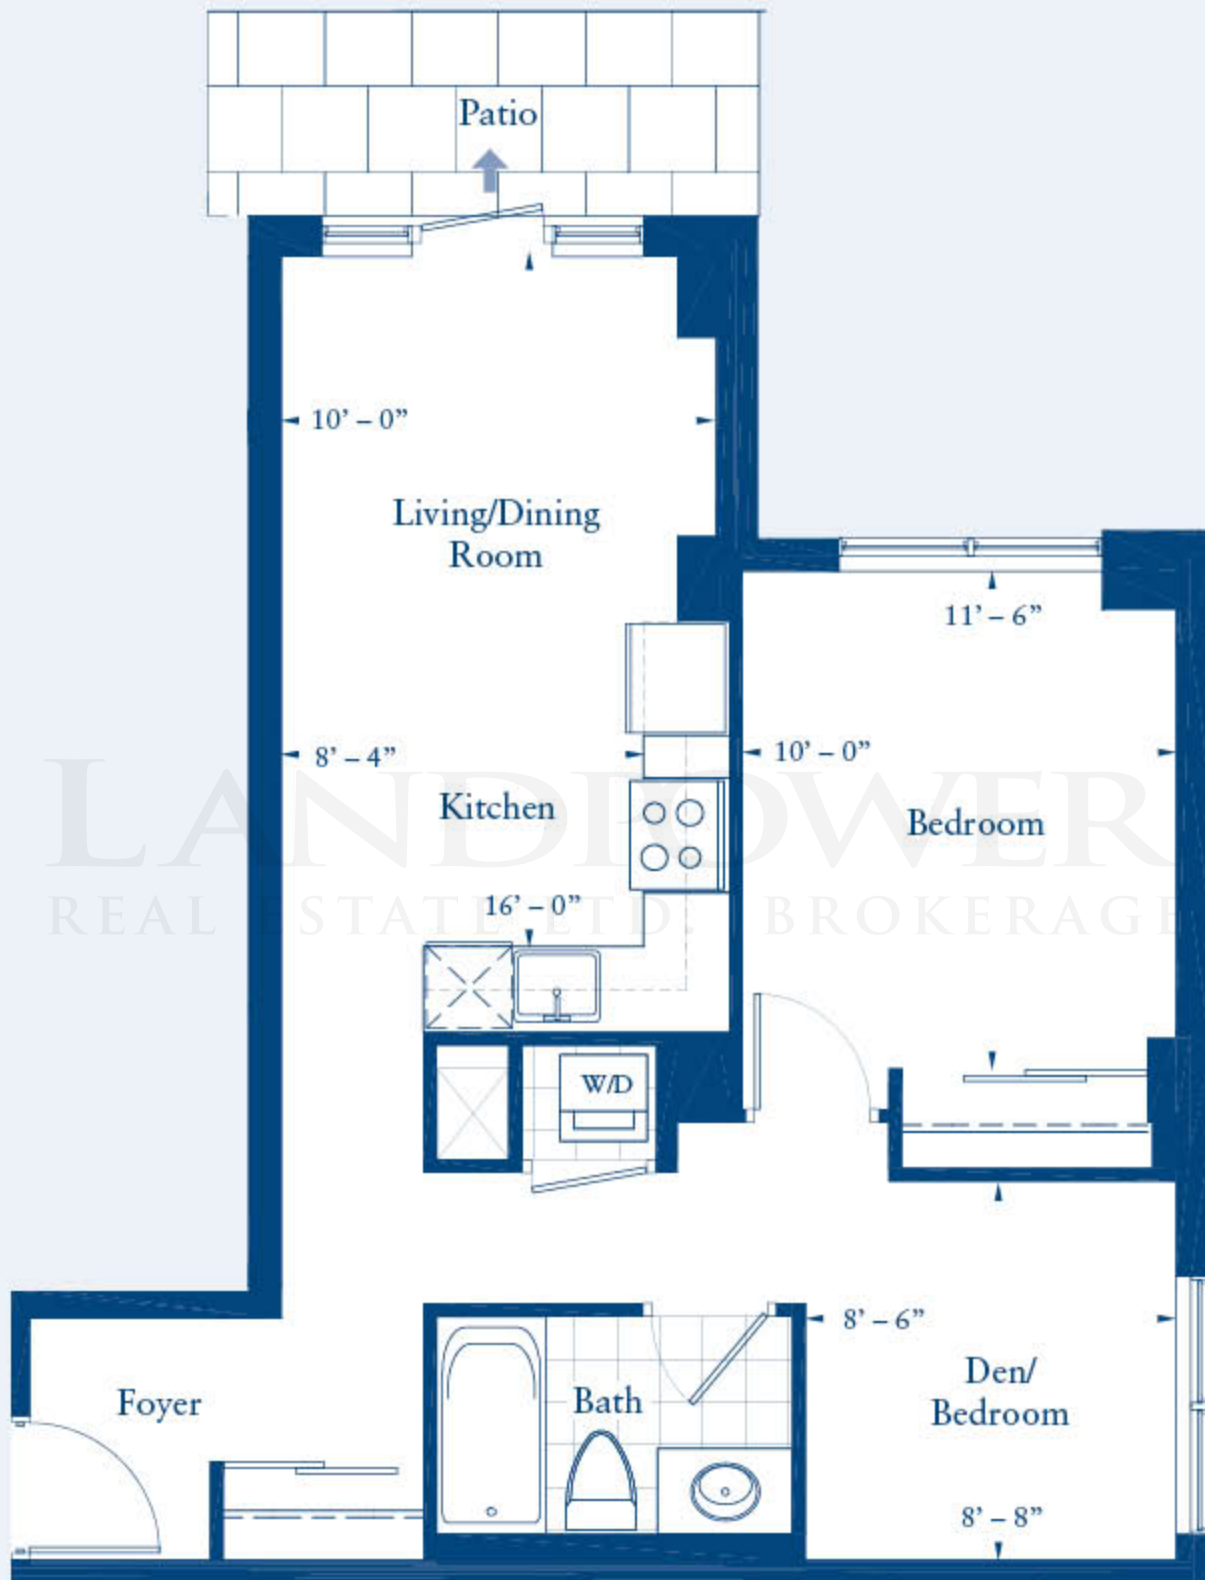 Patio
10’ – 0”
Living/Dining
Room
11’ – 6”
8’ – 4”
10’ – 0”
Kitchen
Bedroom
LANDPOWER
REAL ESTATE LTD. BROKERAGE
16’ – 0”
W/D
8’ – 6”
Den/
Bedroom
Foyer
Bath
8’ – 8”